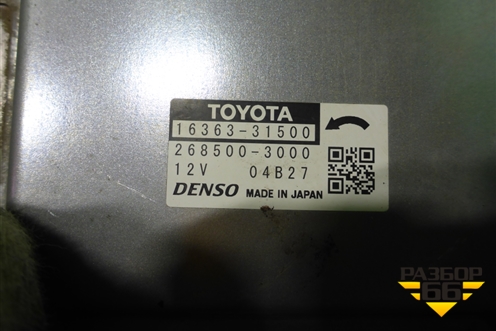 TOYOTA
16363-31500
268500-3000
12V 04B27
DENSO MADE IN JAPAN
РАЗБОР
66